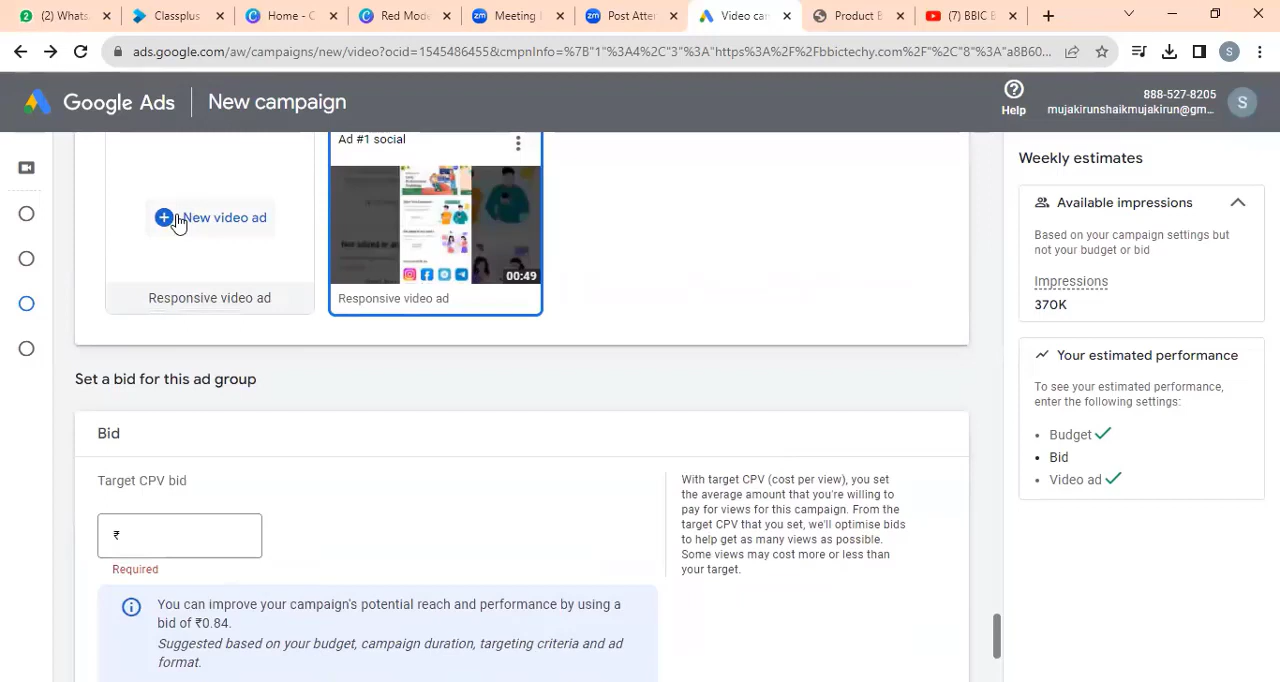 (2) Whats.
Classplus
Home - C
Red Mod
Meeting
Post Atter
Video car
Product B
(7) BBIC B
ads.google.com/aw/campaigns/new/video?ocid=1545486455&cmpnInfo=%7B"1"%3A4%2C"3"%3A"https%3A%2F%2Fbbictechy.com%2F"%2C"8"%3A"a8B60...
S
Google Ads
New campaign
Help
888-527-8205
mujakirunshaikmujakirun@gm...
S
Ad #1 social
New video ad
00:49
Responsive video ad
Responsive video ad
Set a bid for this ad group
Bid
Target CPV bid
₹
Required
With target CPV (cost per view), you set
the average amount that you're willing to
pay for views for this campaign. From the
target CPV that you set, we'll optimise bids
to help get as many views as possible.
Some views may cost more or less than
your target.
You can improve your campaign's potential reach and performance by using a
bid of ₹0.84.
Suggested based on your budget, campaign duration, targeting criteria and ad
format.
Weekly estimates
Available impressions
Based on your campaign settings but
not your budget or bid
Impressions
370K
Your estimated performance
To see your estimated performance,
enter the following settings:
• Budget
• Bid
• Video ad